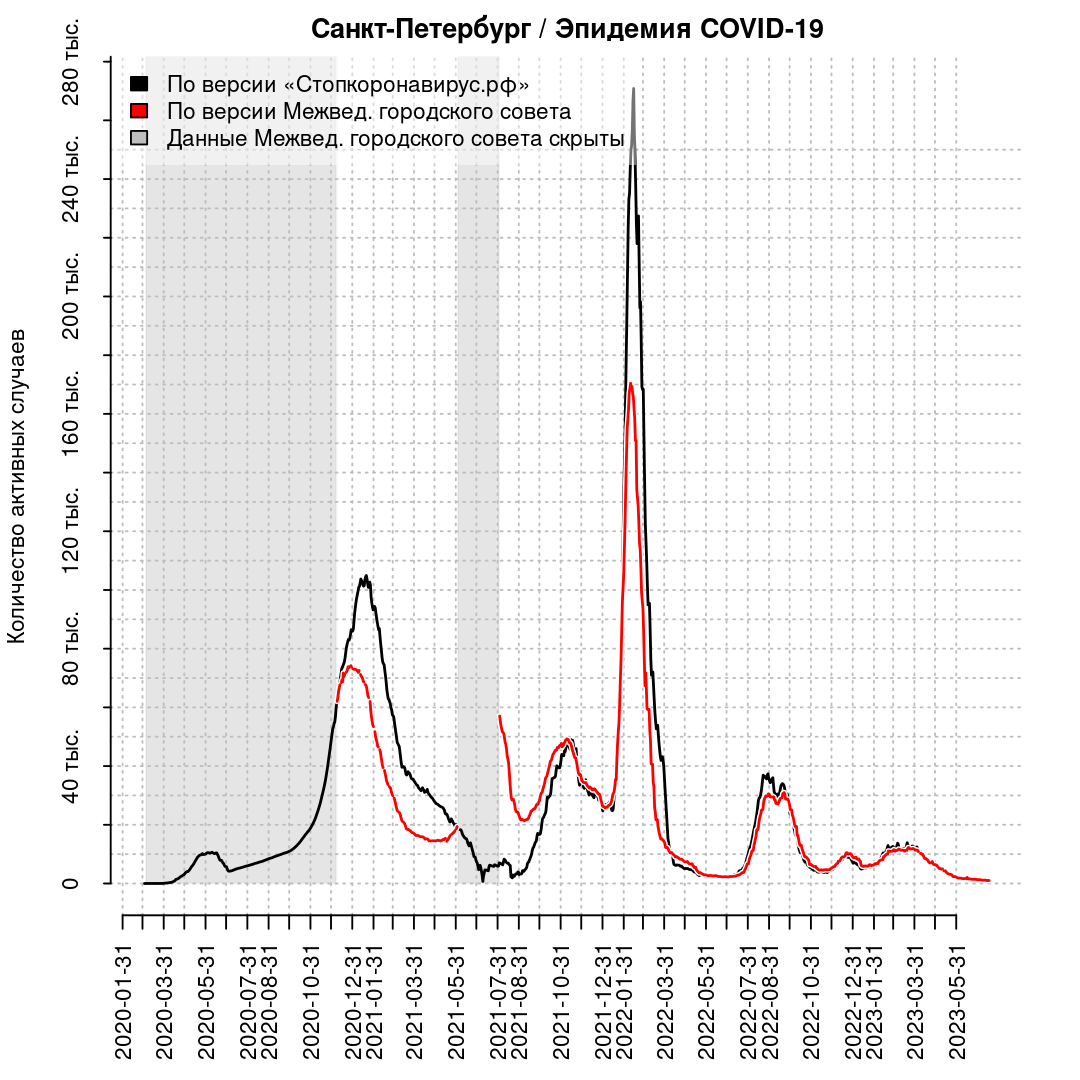 Санкт-Петербург / Эпидемия COVID-19
По версии «Стопкоронавирус.рф»
По версии Межвед. городского совета
Данные Межвед. городского совета скрыты
Количество активных случаев
280 тыс.
240 тыс.
200 тыс.
160 тыс.
120 тыс.
80 тыс.
40 тыс.
0
2020-01-31
2020-03-31
2020-05-31
2020-07-31
2020-08-31
2020-10-31
2020-12-31
2021-01-31
2021-03-31
2021-05-31
2021-07-31
2021-08-31
2021-10-31
2021-12-31
2022-01-31
2022-03-31
2022-05-31
2022-07-31
2022-08-31
2022-10-31
2022-12-31
2023-01-31
2023-03-31
2023-05-31